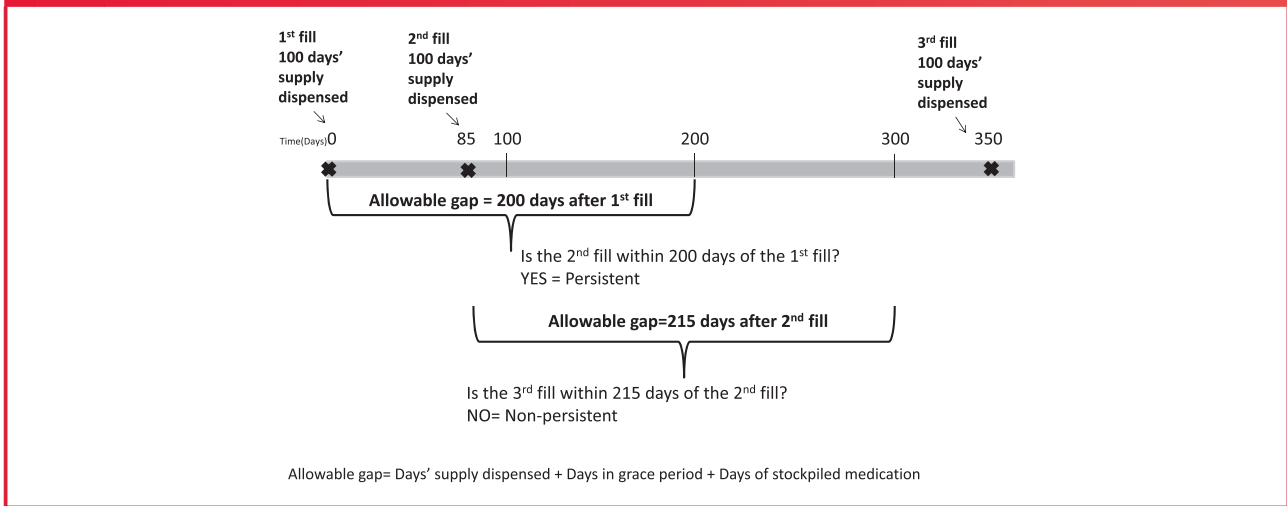 1st fill
100 days’
supply
dispensed
2nd fill
100 days’
supply
dispensed
3rd fill
100 days’
supply
dispensed
Time(Days) 0 85 100 200 300 350
Allowable gap = 200 days after 1st fill
Is the 2nd fill within 200 days of the 1st fill?
YES = Persistent
Allowable gap=215 days after 2nd fill
Is the 3rd fill within 215 days of the 2nd fill?
NO= Non-persistent
Allowable gap= Days’ supply dispensed + Days in grace period + Days of stockpiled medication